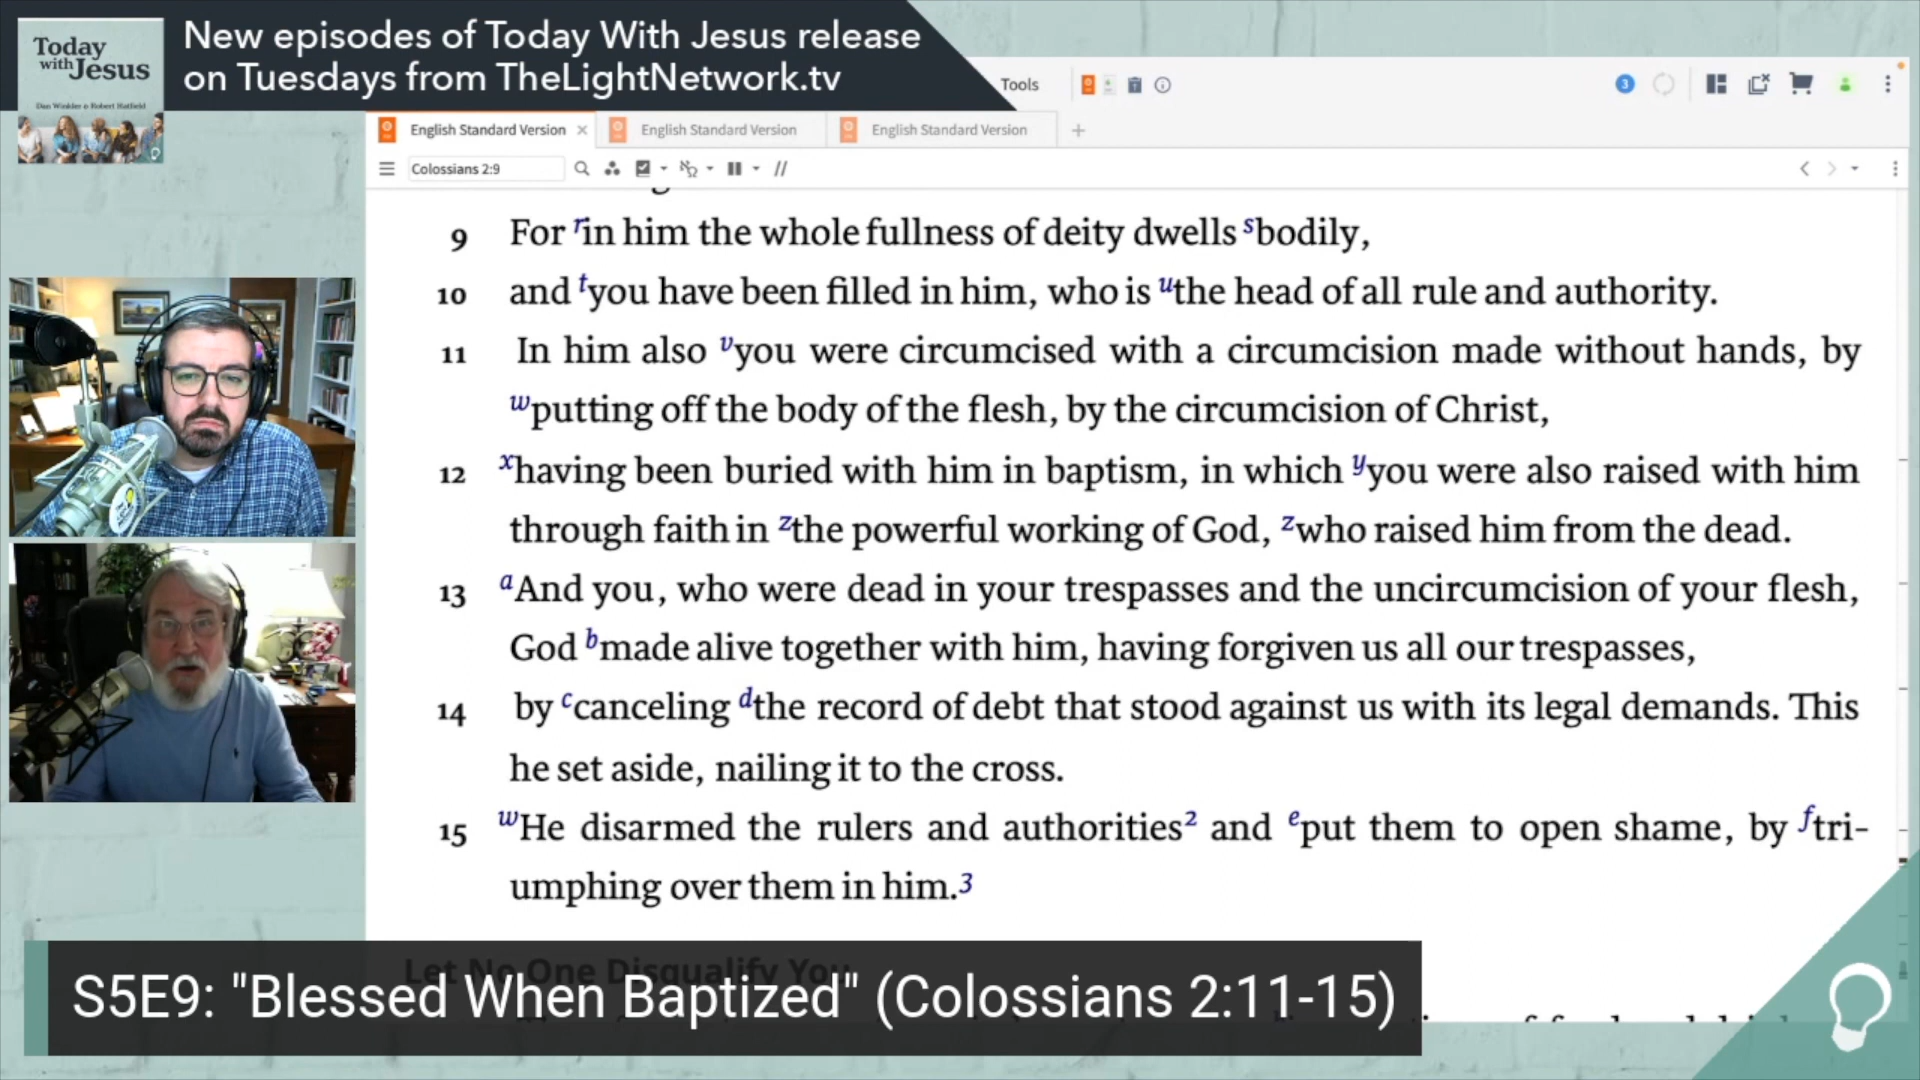 Today
with Jesus
Dan Winkler & Robert Hatfield
New episodes of Today With Jesus release
on Tuesdays from TheLightNetwork.tv
Tools
3
English Standard Version
English Standard Version
English Standard Version
Colossians 2:9
9 For rin him the whole fullness of deity dwells sbodily,
10 and tyou have been filled in him, who is uthe head of all rule and authority.
11 In him also vyou were circumcised with a circumcision made without hands, by
wputting off the body of the flesh, by the circumcision of Christ,
12 xhaving been buried with him in baptism, in which yyou were also raised with him
through faith in zthe powerful working of God, zwho raised him from the dead.
13 aAnd you, who were dead in your trespasses and the uncircumcision of your flesh,
God bmade alive together with him, having forgiven us all our trespasses,
14 by ccanceling dthe record of debt that stood against us with its legal demands. This
he set aside, nailing it to the cross.
15 wHe disarmed the rulers and authorities2 and eput them to open shame, by ftri-
umphing over them in him.3
Let No One Disqualify You
S5E9: "Blessed When Baptized" (Colossians 2:11-15)